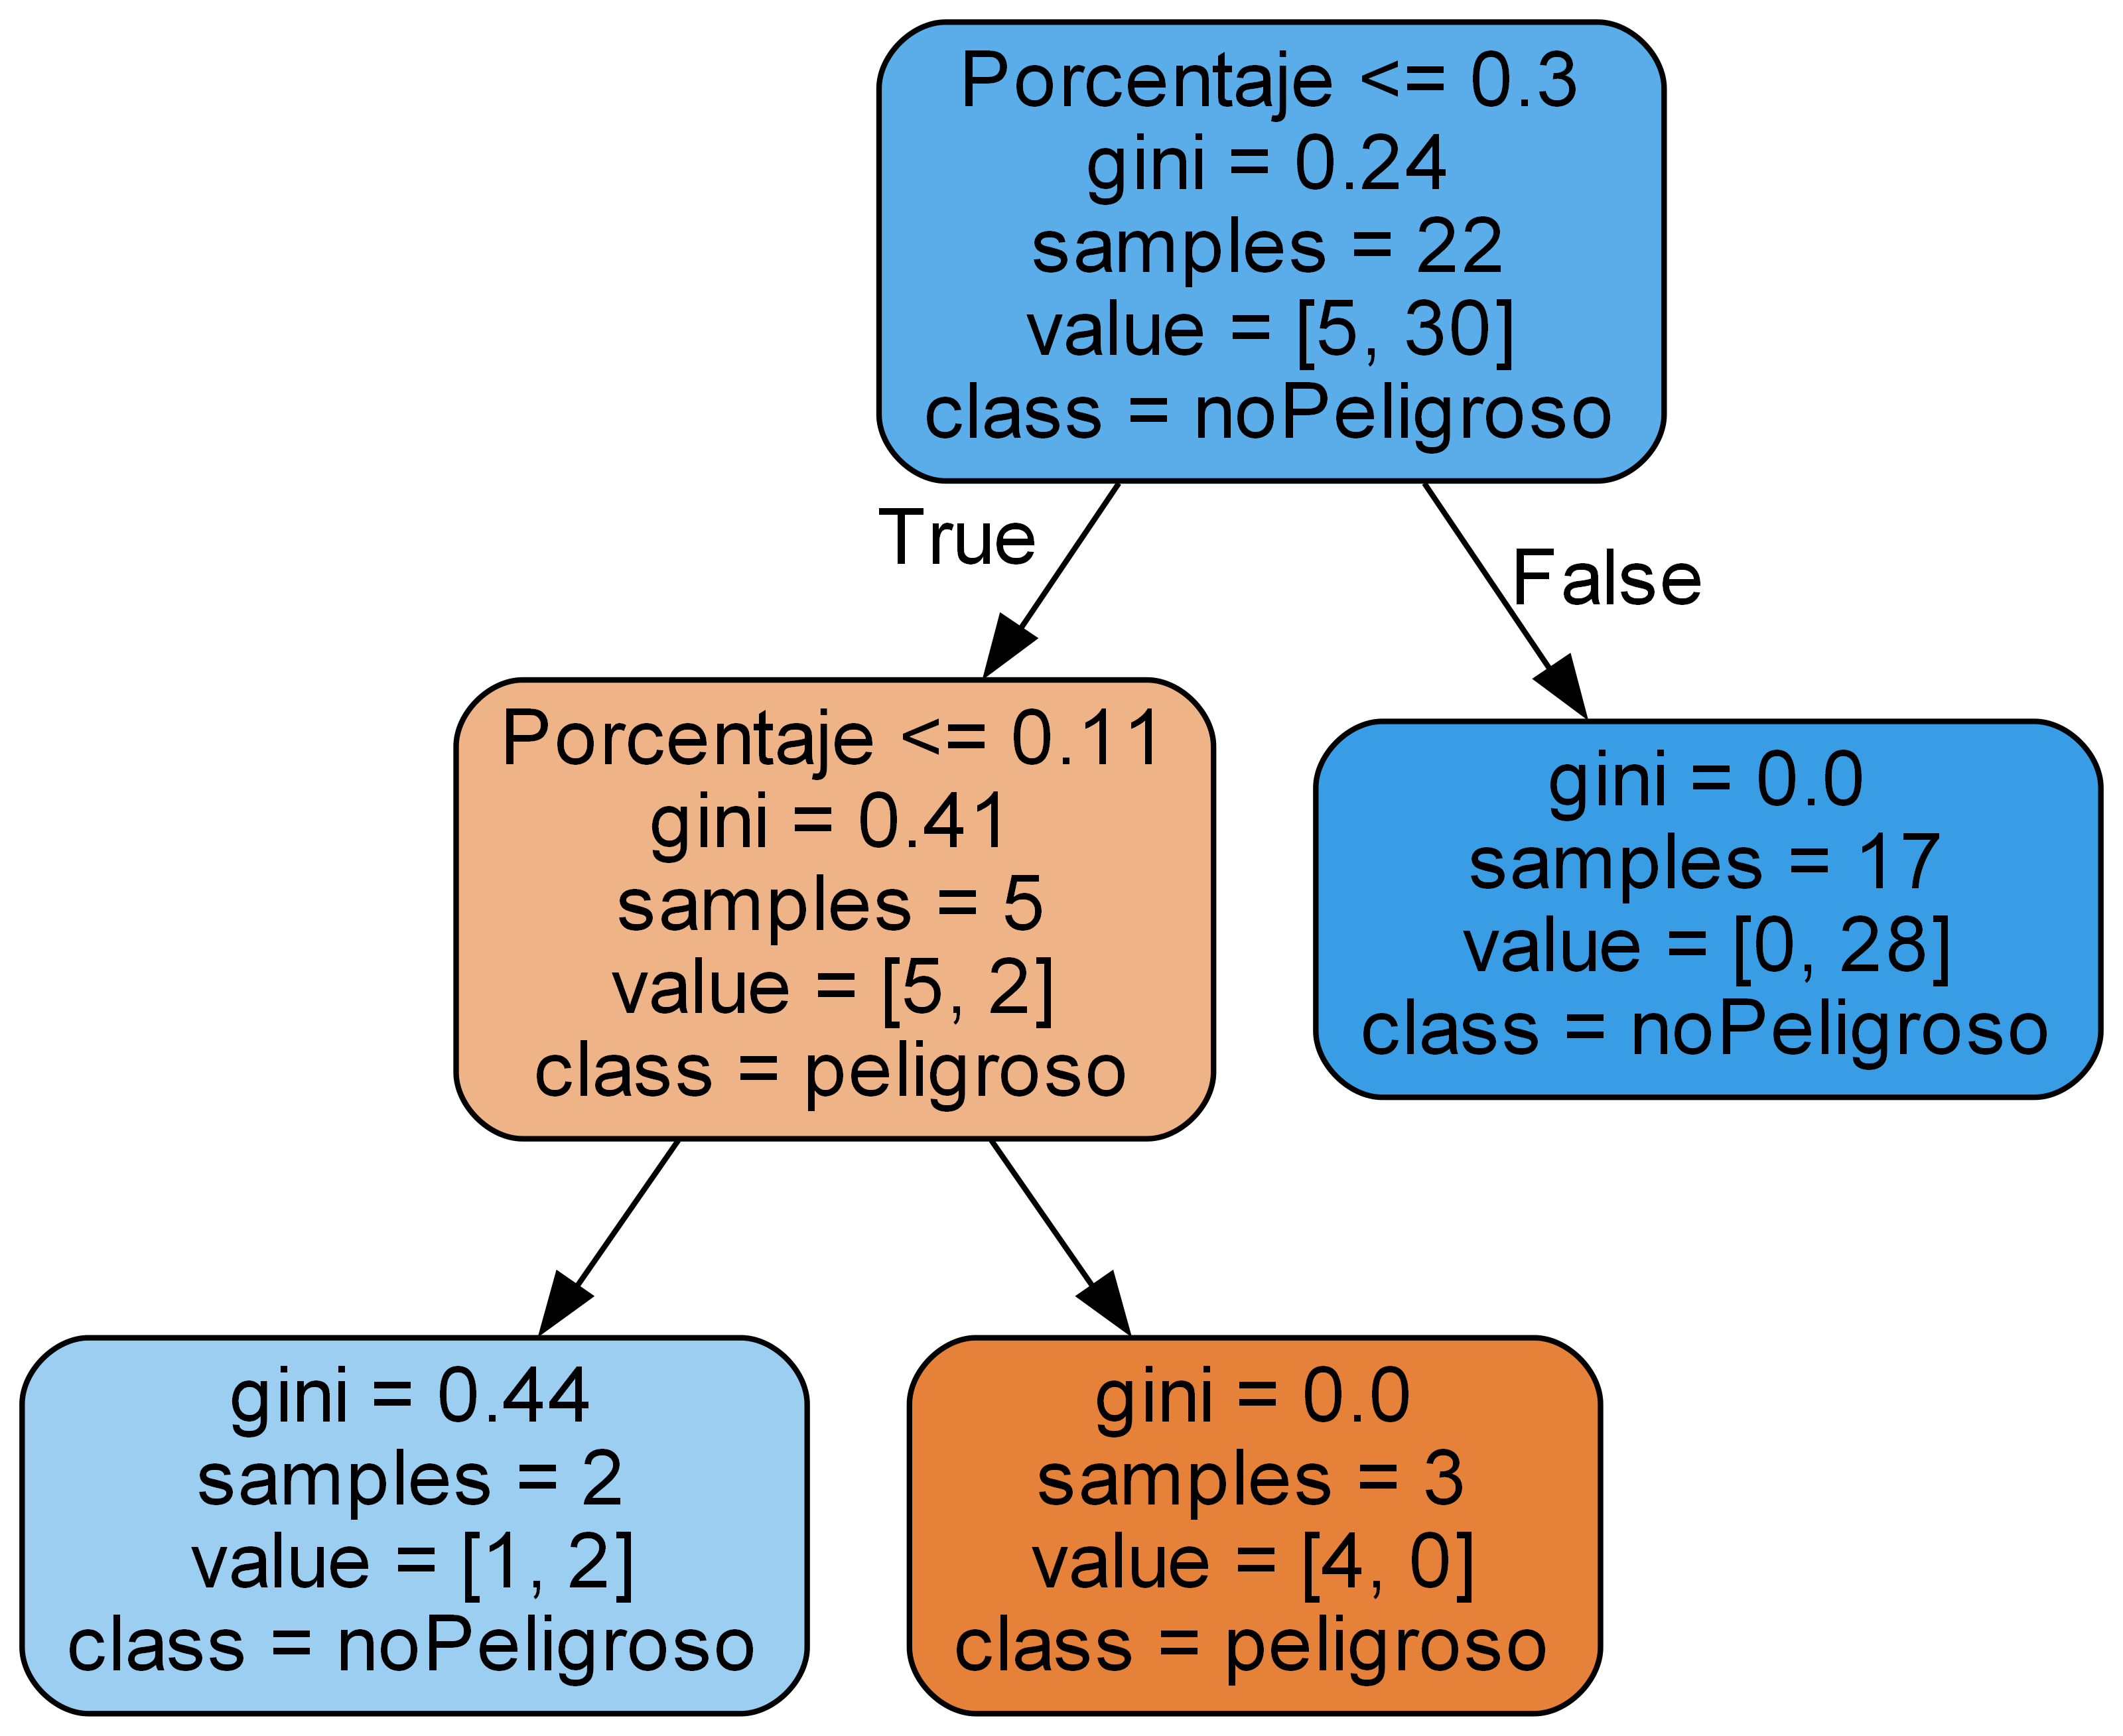 Porcentaje <= 0.3
gini = 0.24
samples = 22
value = [5, 30]
class = noPeligroso
True
False
Porcentaje <= 0.11
gini = 0.41
samples = 5
value = [5, 2]
class = peligroso
gini = 0.0
samples = 17
value = [0, 28]
class = noPeligroso
gini = 0.44
samples = 2
value = [1, 2]
class = noPeligroso
gini = 0.0
samples = 3
value = [4, 0]
class = peligroso